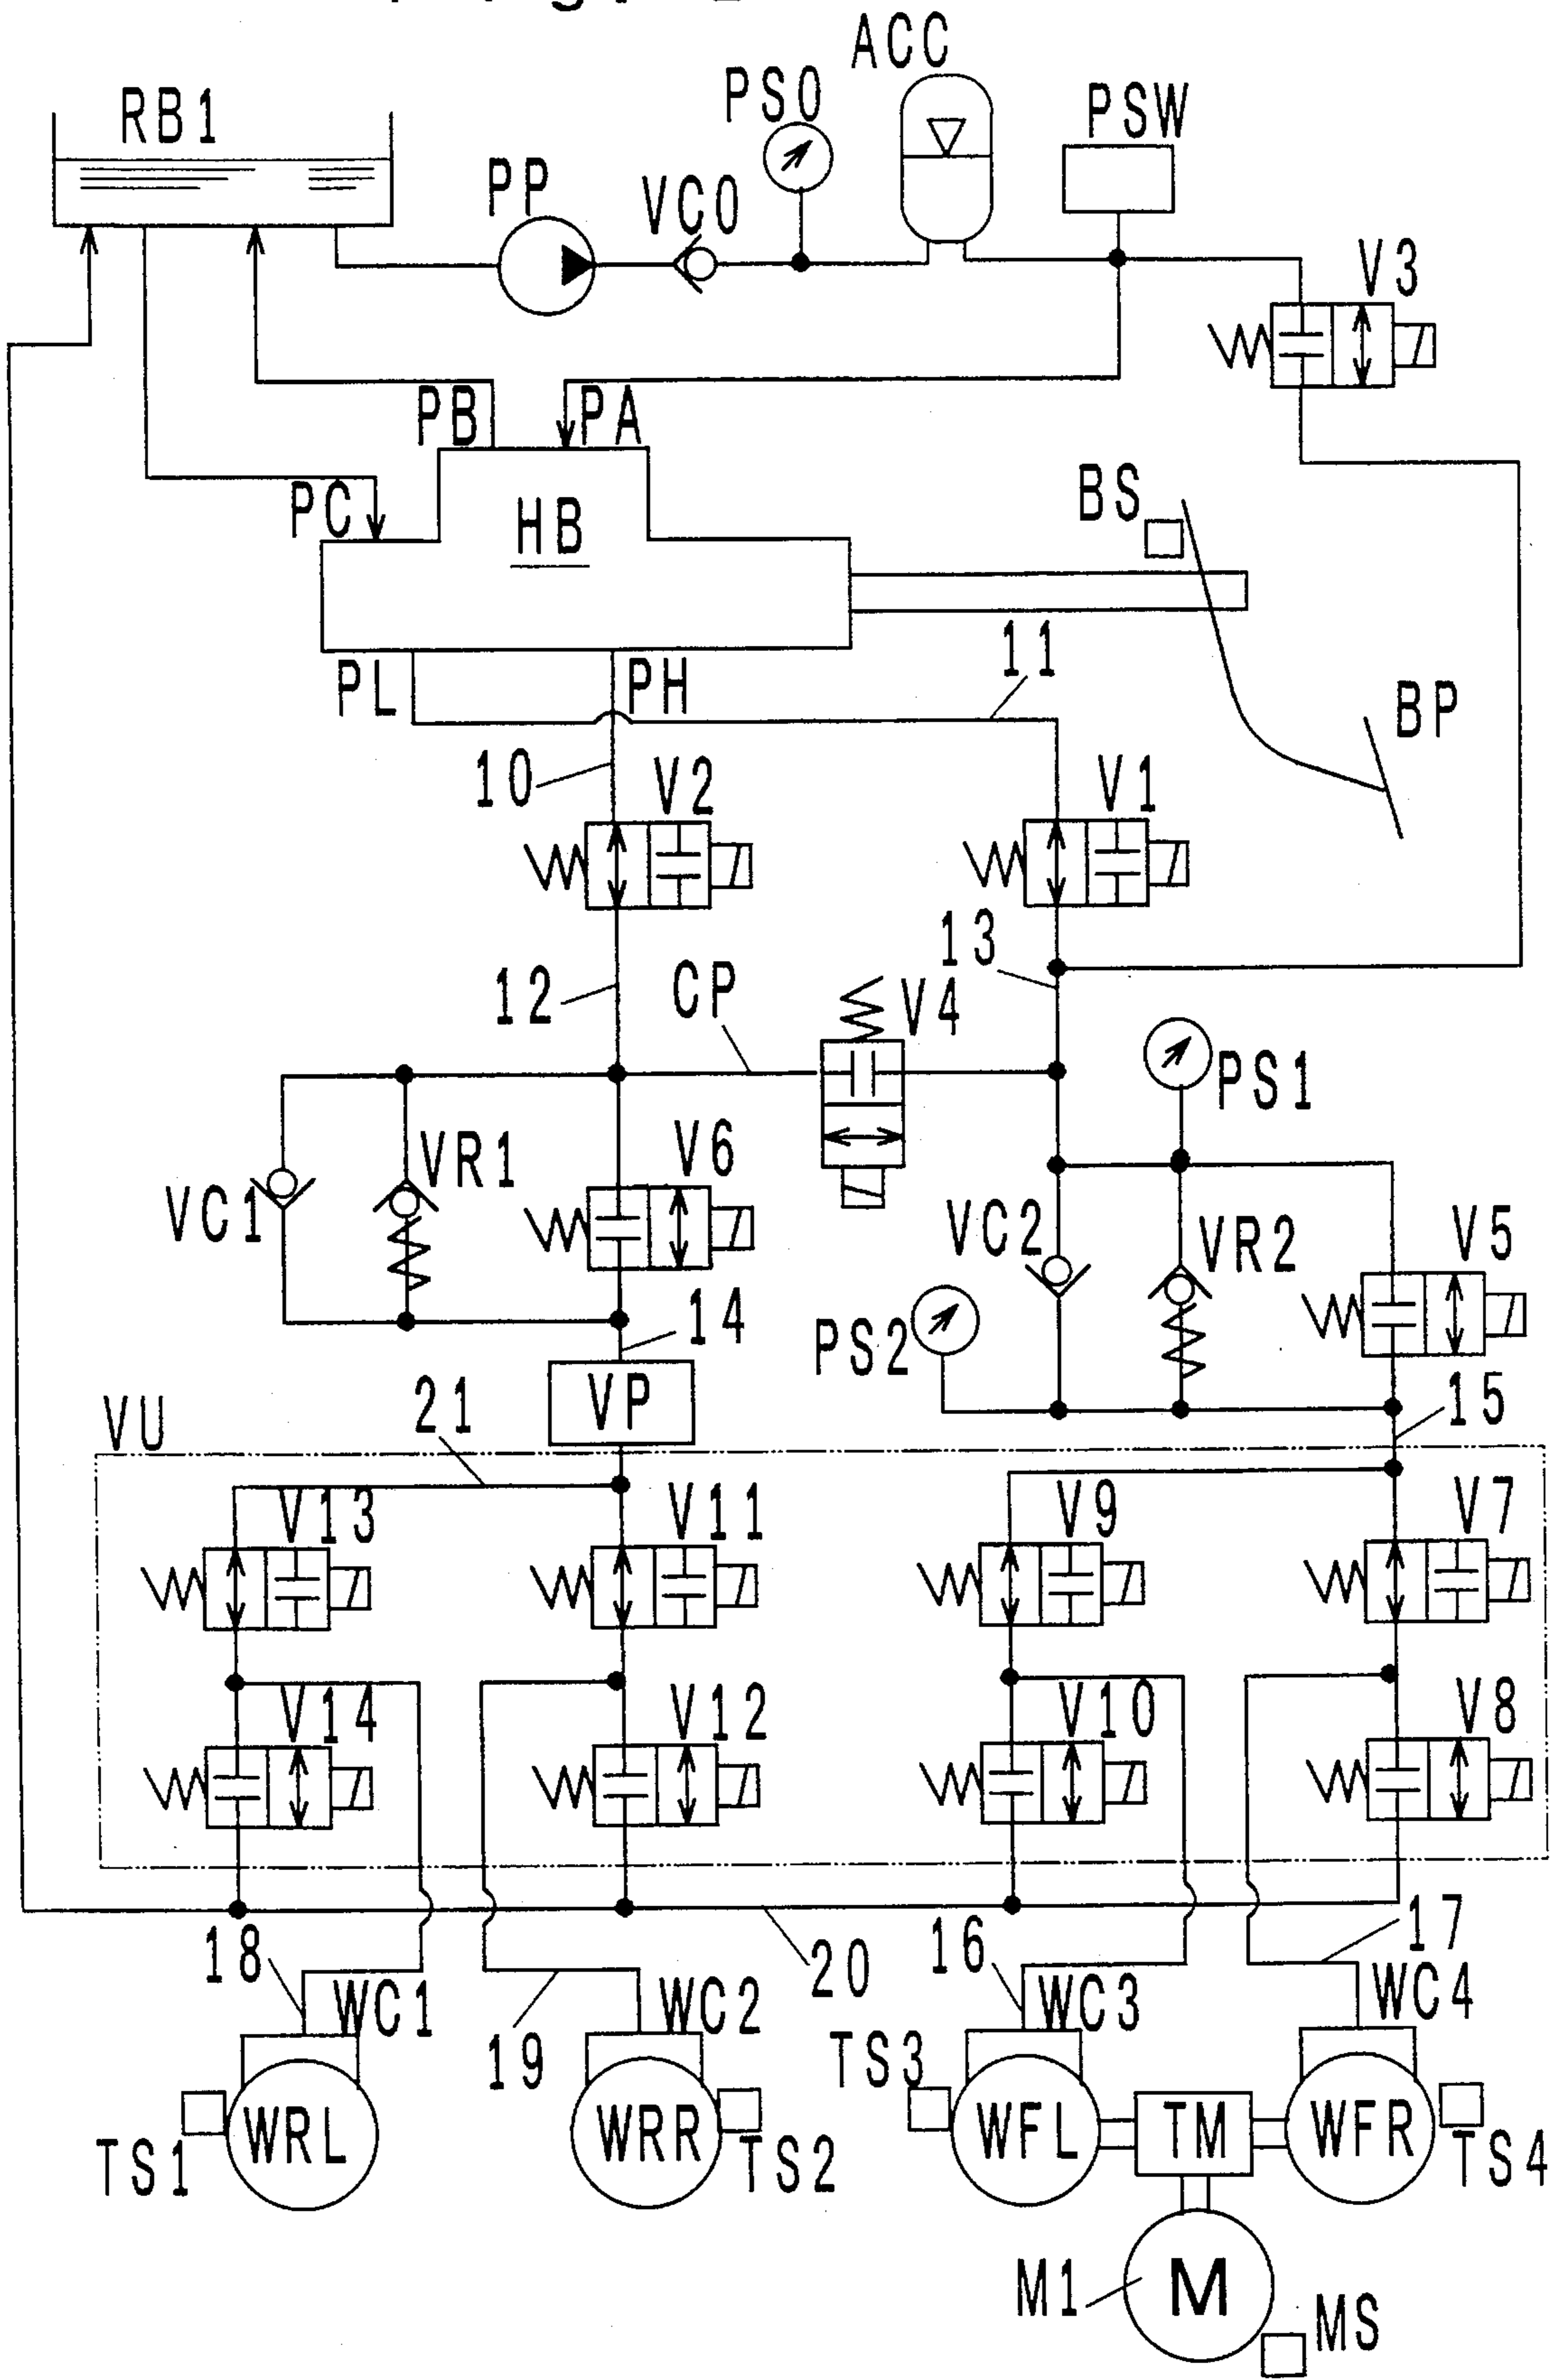 ACC
PS0
PSW
RB1
PP
VC0
V3
PB
PA
PC
HB
BS
11
PL
PH
BP
10
V2
V1
13
12
CP
V4
PS1
VR1
V6
VC1
VC2
VR2
V5
14
PS2
VP
21
15
VU
V13
V11
V9
V7
V14
V12
V10
V8
18
20
16
17
WC1
WC2
WC3
WC4
19
TS3
WRL
WRR
WFL
TM
WFR
TS1
TS2
TS4
M1
M
MS